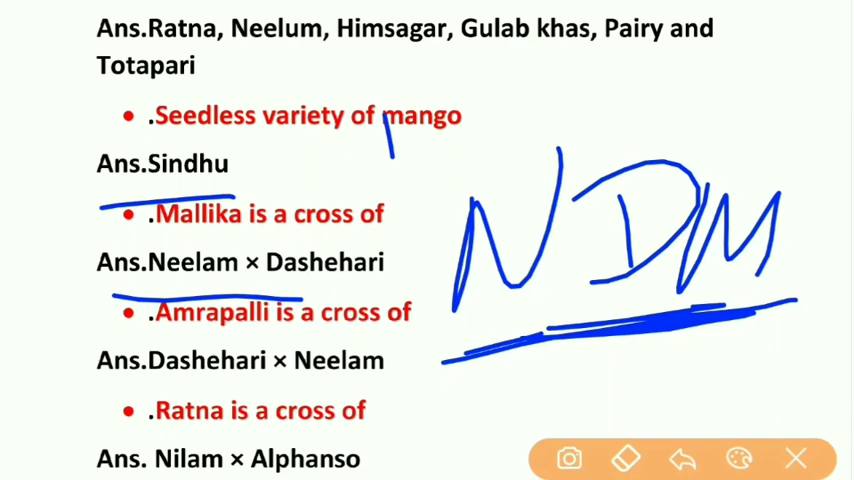 Ans.Ratna, Neelum, Himsagar, Gulab khas, Pairy and
Totapari
• .Seedless variety of mango
Ans.Sindhu
• .Mallika is a cross of
Ans.Neelam × Dashehari
• .Amrapalli is a cross of
Ans.Dashehari × Neelam
• .Ratna is a cross of
Ans. Nilam × Alphanso
NDM